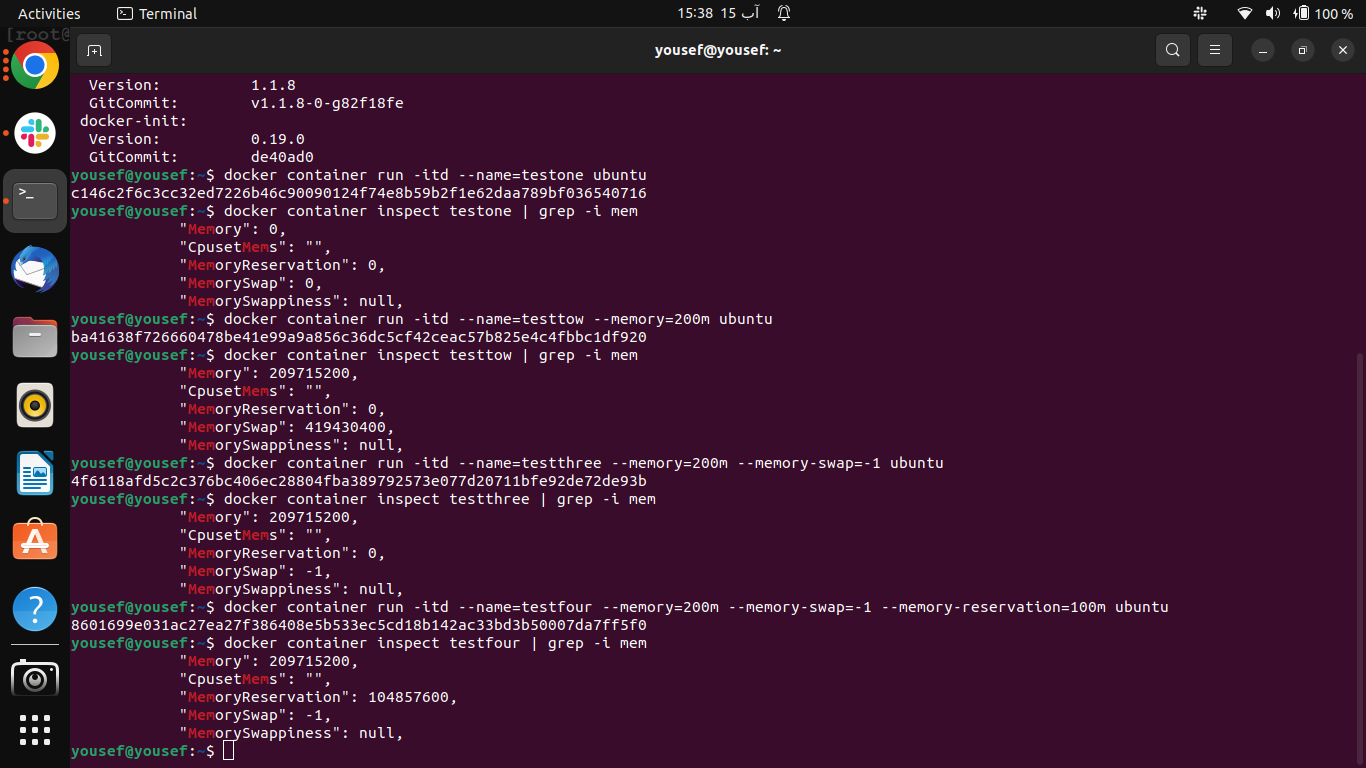 Activities
Terminal
15:38 15 آب
100 %
[root@
yousef@yousef: ~
Version: 1.1.8
GitCommit: v1.1.8-0-g82f18fe
docker-init:
Version: 0.19.0
GitCommit: de40ad0
yousef@yousef:~$ docker container run -itd --name=testone ubuntu
c146c2f6c3cc32ed7226b46c90090124f74e8b59b2f1e62daa789bf036540716
yousef@yousef:~$ docker container inspect testone | grep -i mem
"Memory": 0,
"CpusetMems": "",
"MemoryReservation": 0,
"MemorySwap": 0,
"MemorySwappiness": null,
yousef@yousef:~$ docker container run -itd --name=testtow --memory=200m ubuntu
ba41638f726660478be41e99a9a856c36dc5cf42ceac57b825e4c4fbbc1df920
yousef@yousef:~$ docker container inspect testtow | grep -i mem
"Memory": 209715200,
"CpusetMems": "",
"MemoryReservation": 0,
"MemorySwap": 419430400,
"MemorySwappiness": null,
yousef@yousef:~$ docker container run -itd --name=testthree --memory=200m --memory-swap=-1 ubuntu
4f6118afd5c2c376bc406ec28804fba389792573e077d20711bfe92de72de93b
yousef@yousef:~$ docker container inspect testthree | grep -i mem
"Memory": 209715200,
"CpusetMems": "",
"MemoryReservation": 0,
"MemorySwap": -1,
"MemorySwappiness": null,
yousef@yousef:~$ docker container run -itd --name=testfour --memory=200m --memory-swap=-1 --memory-reservation=100m ubuntu
8601699e031ac27ea27f386408e5b533ec5cd18b142ac33bd3b50007da7ff5f0
yousef@yousef:~$ docker container inspect testfour | grep -i mem
"Memory": 209715200,
"CpusetMems": "",
"MemoryReservation": 104857600,
"MemorySwap": -1,
"MemorySwappiness": null,
yousef@yousef:~$